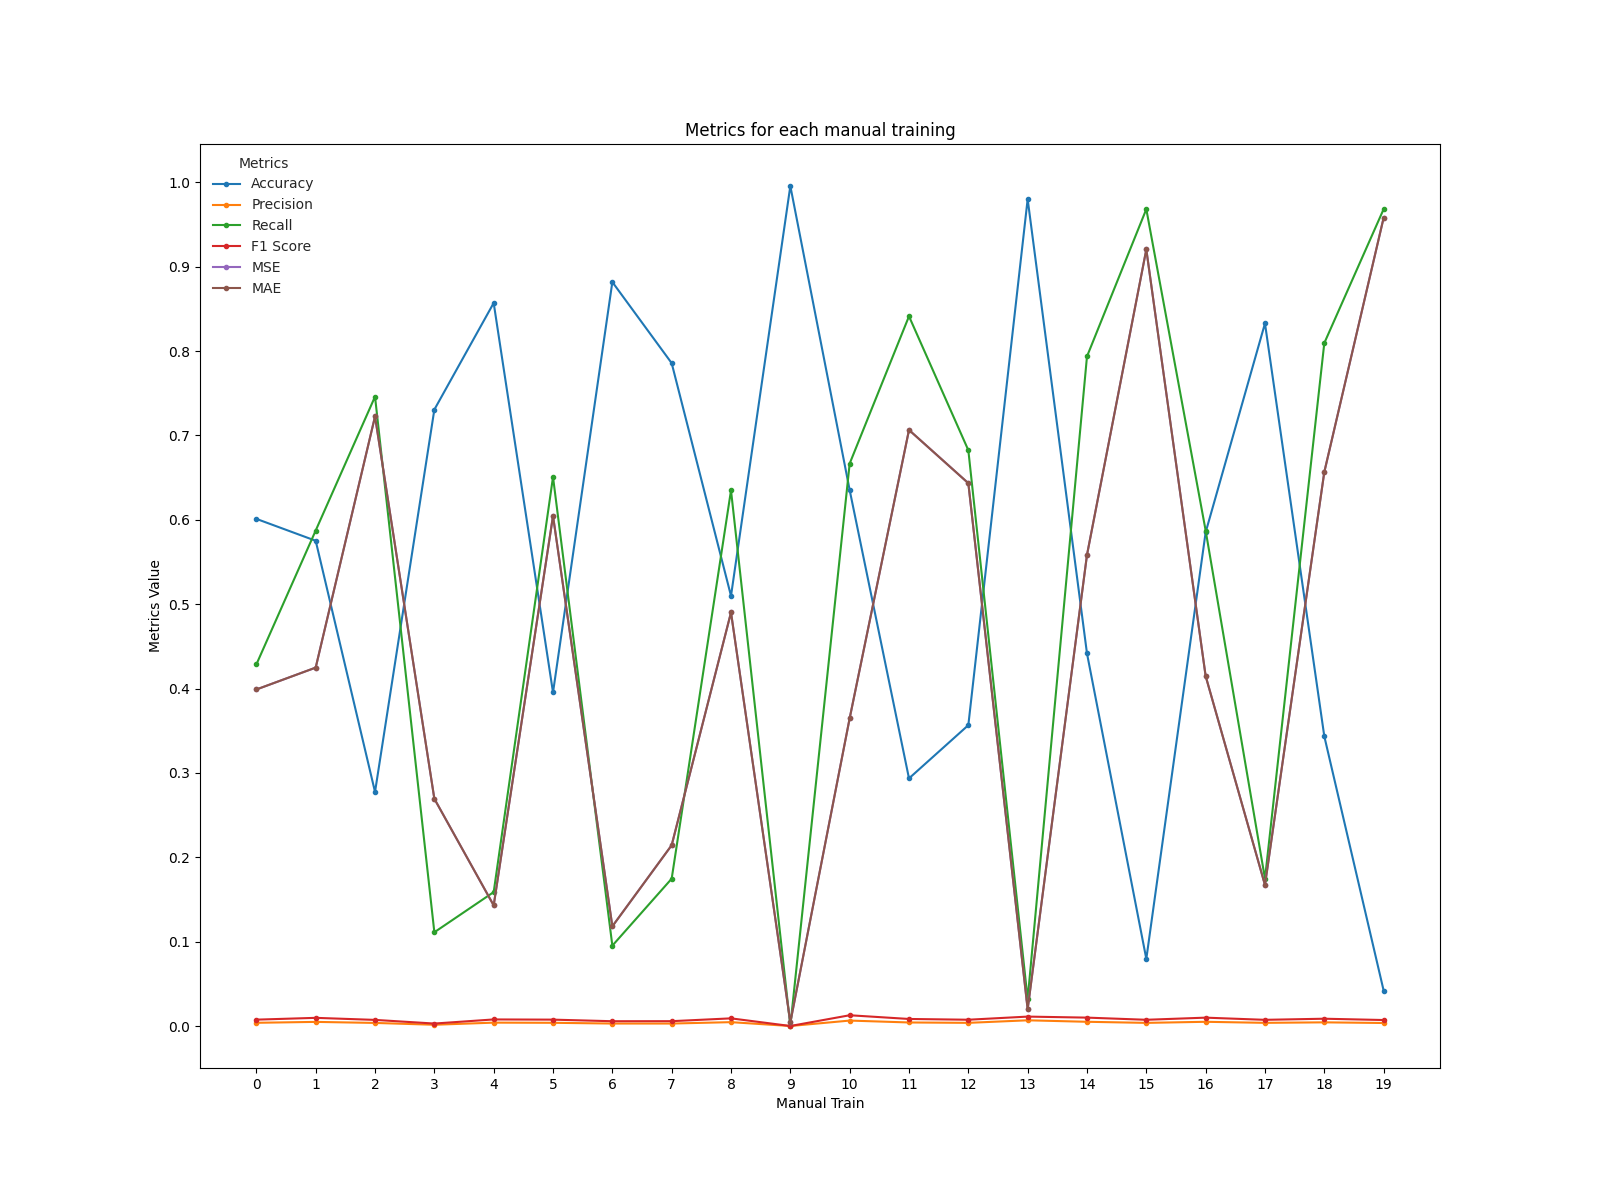 Metrics for each manual training
Metrics
Accuracy
Precision
Recall
F1 Score
MSE
MAE
Metrics Value
1.0
0.9
0.8
0.7
0.6
0.5
0.4
0.3
0.2
0.1
0.0
0 1 2 3 4 5 6 7 8 9 10 11 12 13 14 15 16 17 18 19
Manual Train